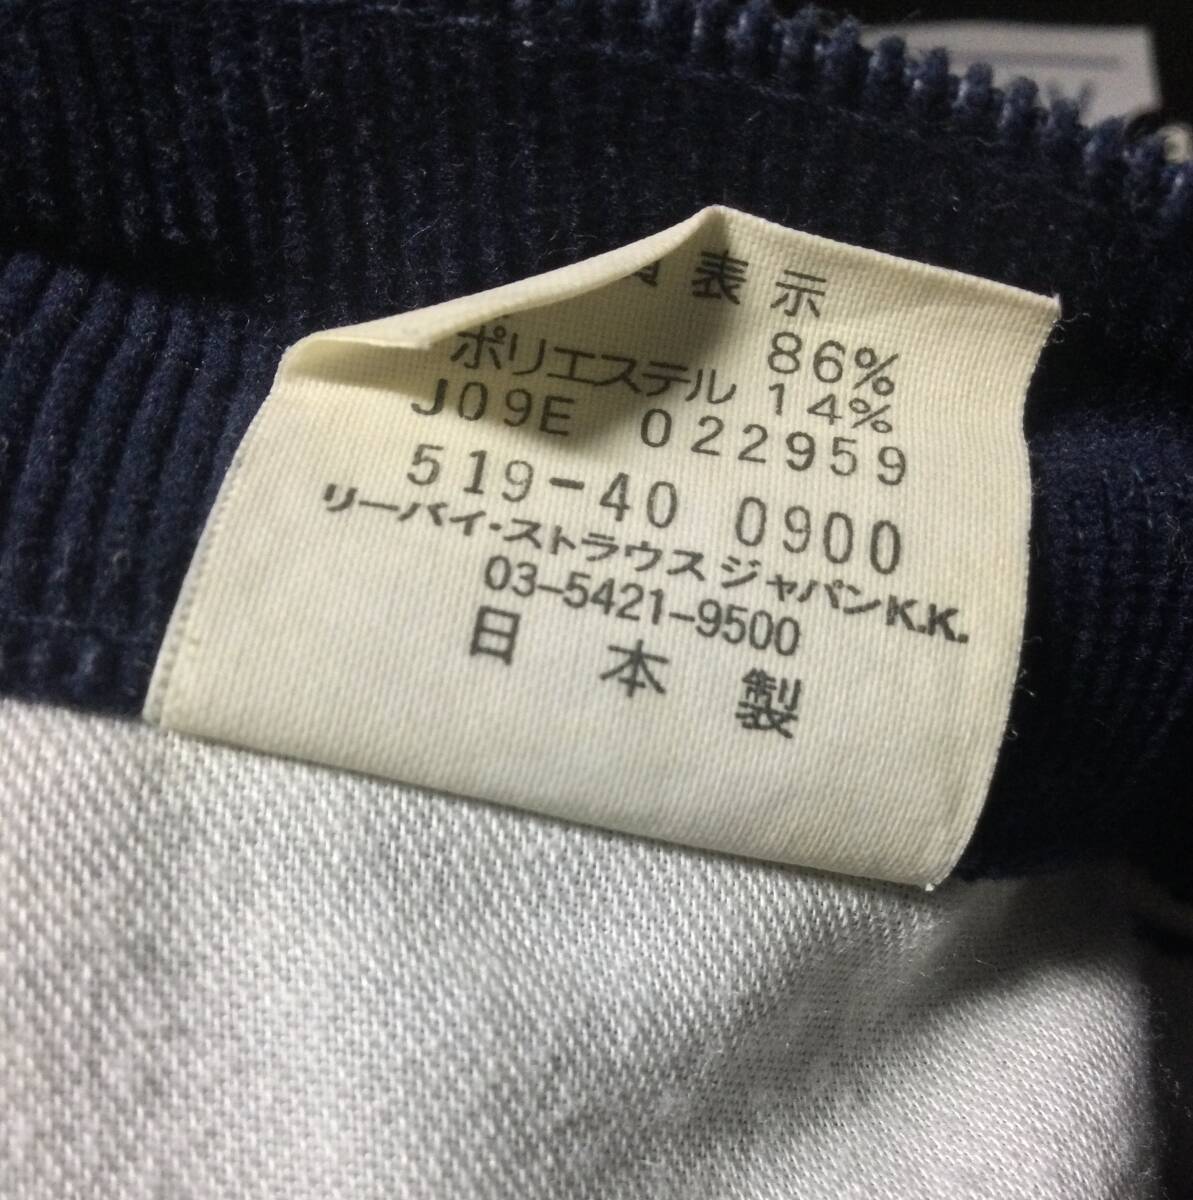 表示
86%
ポリエステル 14%
J09E 022959
519-40 0900
リーバイ・ストラウス ジャパンK.K.
03-5421-9500
日本製